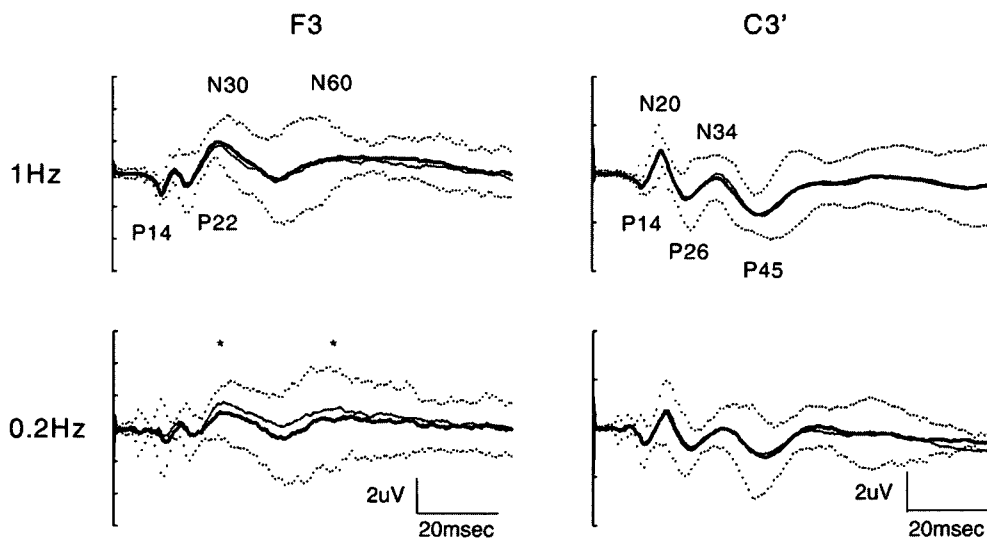 F3
C3'
N30
N60
N20
N34
1Hz
P14
P22
P14
P26
P45
*
*
0.2Hz
2uV
20msec
2uV
20msec